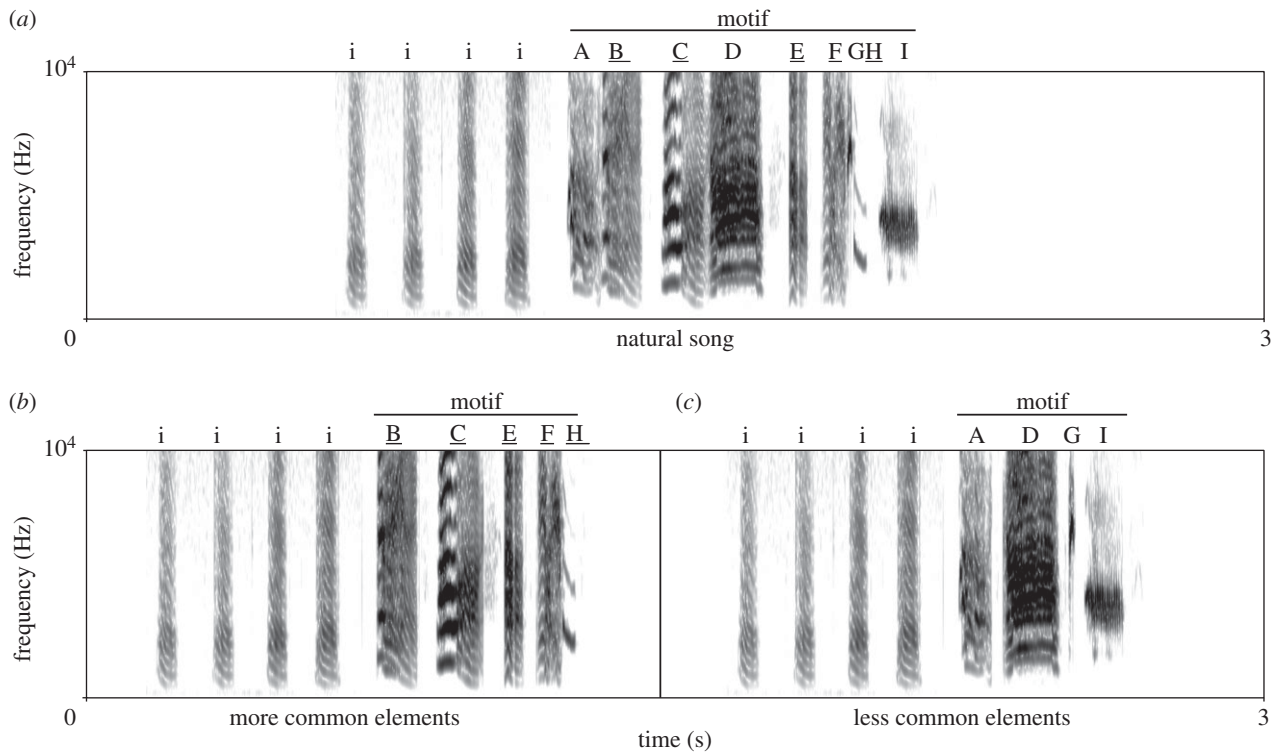 (a)
motif
i i i i A B C D E F G H I
10⁴
frequency (Hz)
0 natural song 3
(b)
motif
i i i i B C E F H
(c)
motif
i i i i A D G I
10⁴
frequency (Hz)
0 more common elements less common elements 3
time (s)